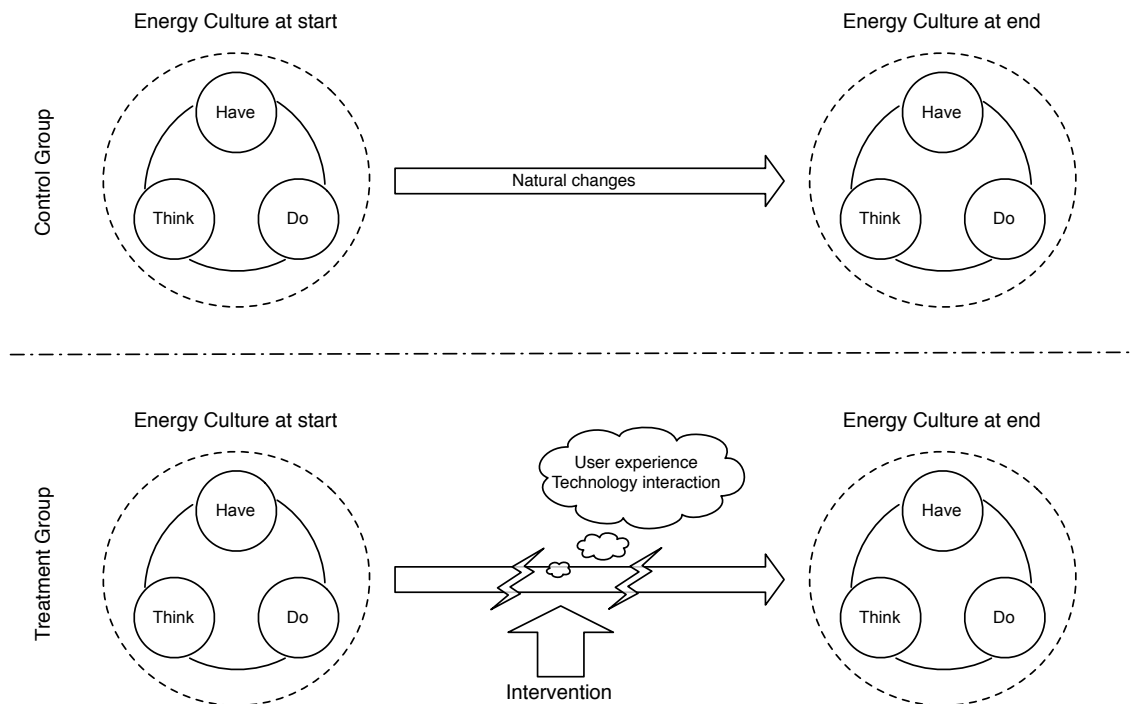 Energy Culture at start
Energy Culture at end
Control Group
Have
Think
Do
Natural changes
Have
Think
Do
Energy Culture at start
Energy Culture at end
Treatment Group
Have
Think
Do
User experience
Technology interaction
Intervention
Have
Think
Do